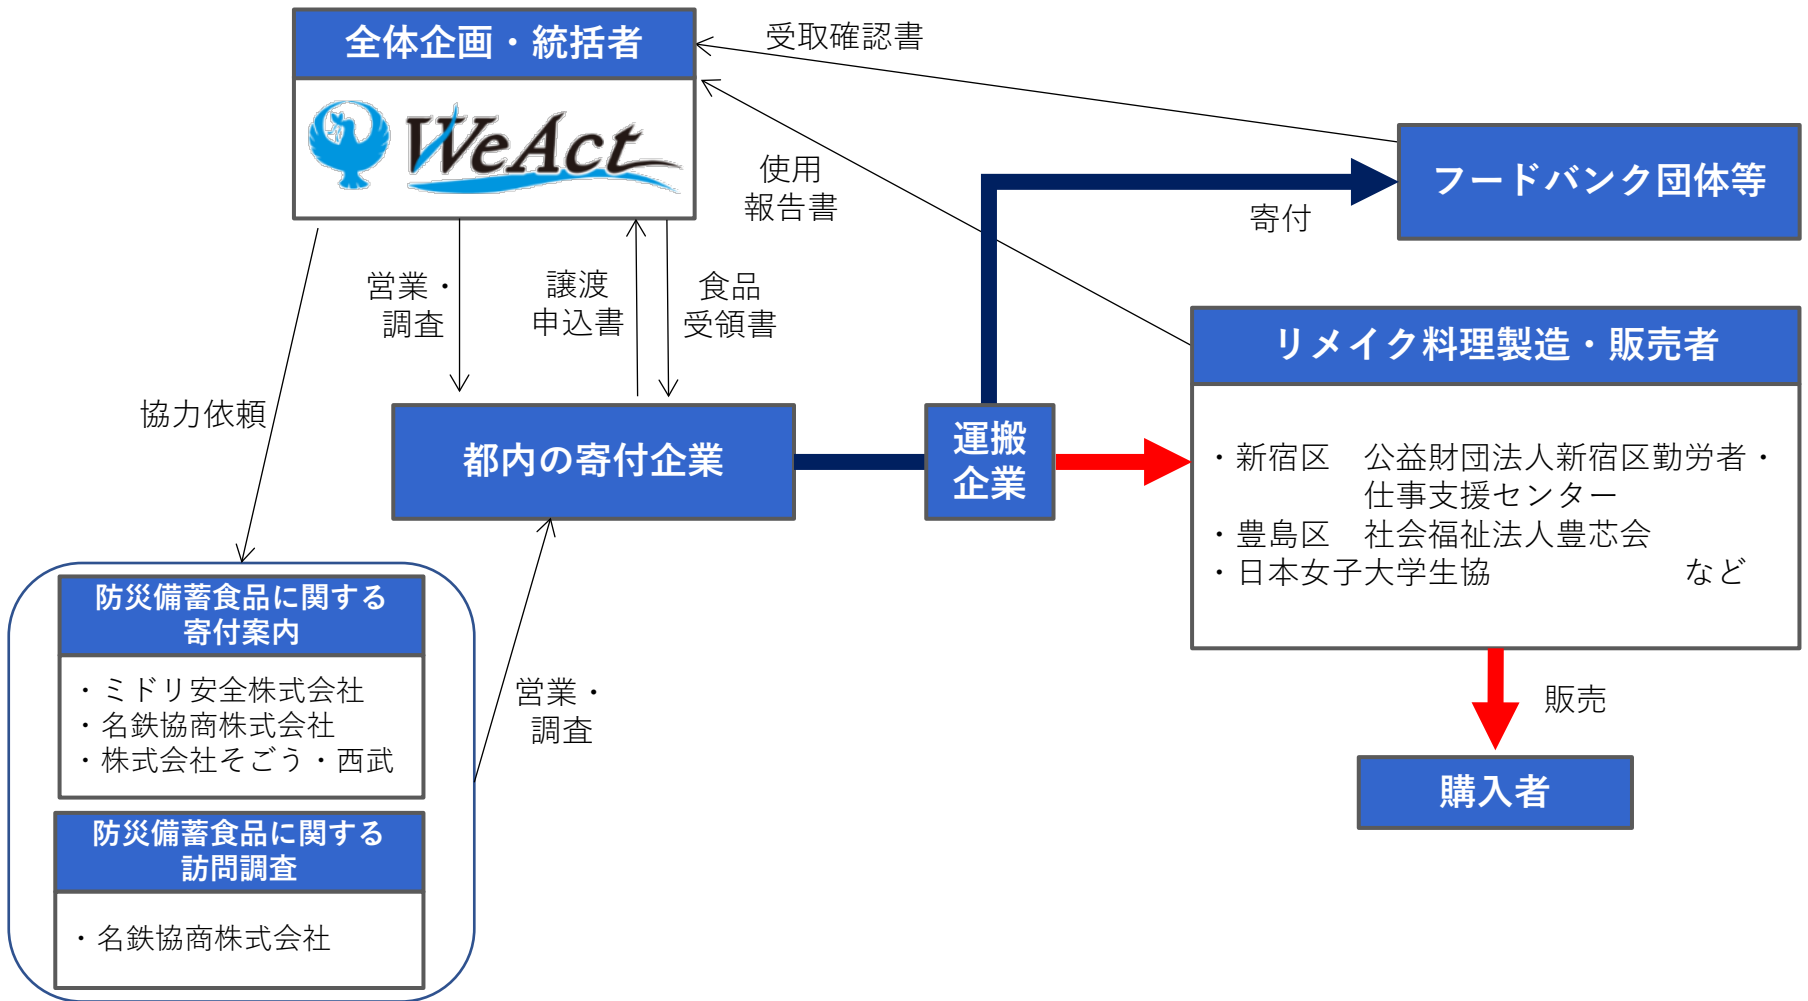 全体企画・統括者
WeAct
受取確認書
フードバンク団体等
使用
報告書
寄付
営業・
調査
譲渡
申込書
食品
受領書
協力依頼
都内の寄付企業
運搬
企業
リメイク料理製造・販売者
・新宿区　公益財団法人新宿区勤労者・
仕事支援センター
・豊島区　社会福祉法人豊芯会
・日本女子大学生協　　　　　　など
販売
購入者
防災備蓄食品に関する
寄付案内
・ミドリ安全株式会社
・名鉄協商株式会社
・株式会社そごう・西武
営業・
調査
防災備蓄食品に関する
訪問調査
・名鉄協商株式会社